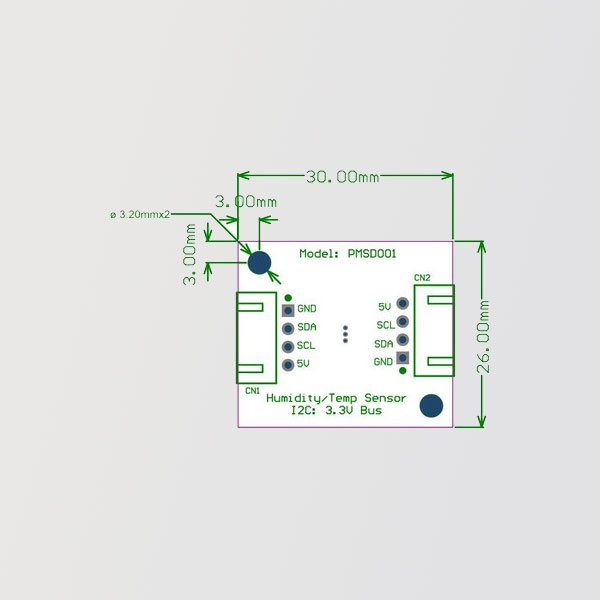 30.00mm
3.00mm
ø 3.20mmx2
3.00mm
Model: PMSD001
CN2
GND
SDA
SCL
5V
5V
SCL
SDA
GND
26.00mm
CN1
Humidity/Temp Sensor
I2C: 3.3V Bus